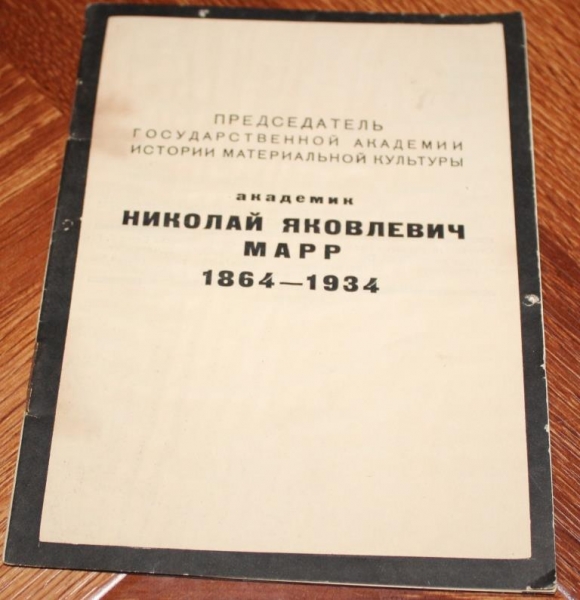 ПРЕДСЕДАТЕЛЬ
ГОСУДАРСТВЕННОЙ АКАДЕМИИ
ИСТОРИИ МАТЕРИАЛЬНОЙ КУЛЬТУРЫ
академик
НИКОЛАЙ ЯКОВЛЕВИЧ
МАРР
1864—1934